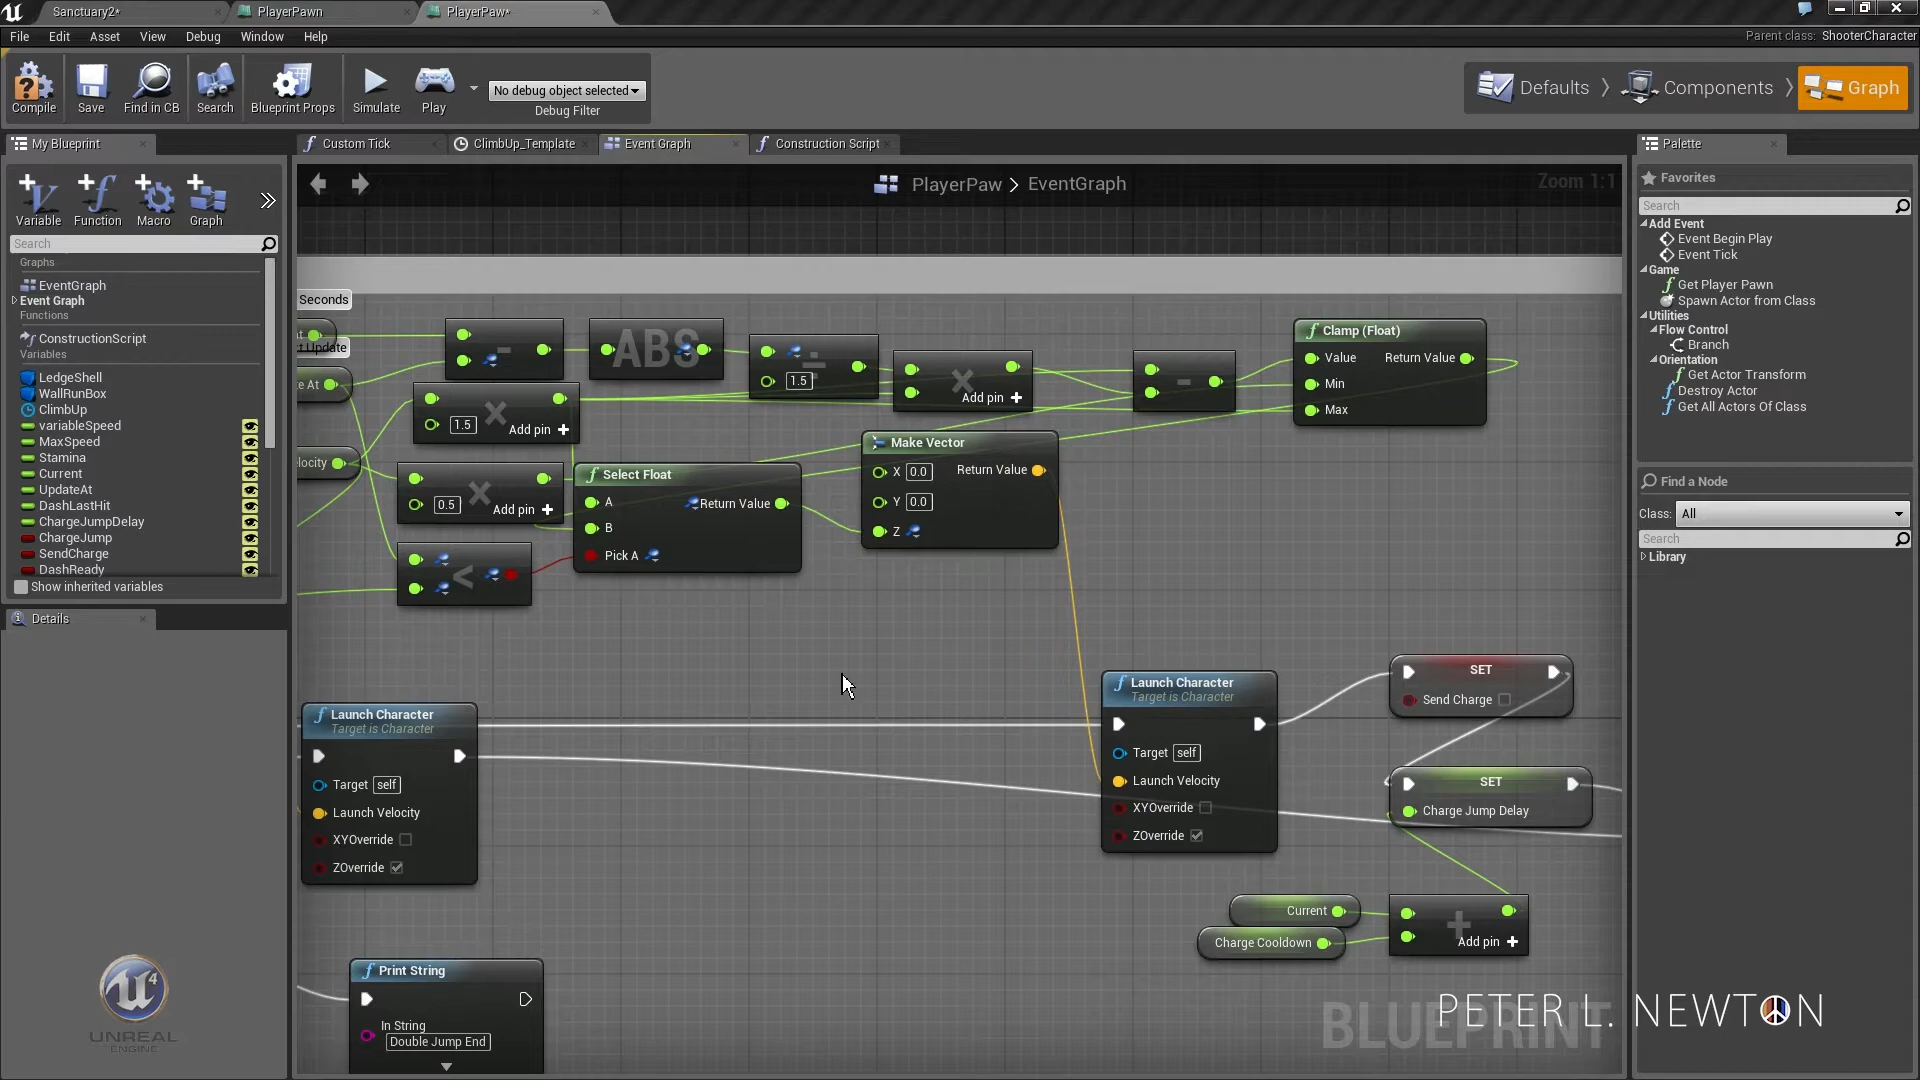 Sanctuary2*
PlayerPawn
PlayerPaw*
File Edit Asset View Debug Window Help
Parent class: ShooterCharacter
Compile
Save
Find in CB
Search
Blueprint Props
Simulate
Play
No debug object selected
Debug Filter
Defaults
Components
Graph
My Blueprint
Custom Tick
ClimbUp_Template
Event Graph
Construction Script
Palette
Variable
Function
Macro
Graph
Search
Graphs
EventGraph
Event Graph
Functions
ConstructionScript
Variables
LedgeShell
WallRunBox
ClimbUp
variableSpeed
MaxSpeed
Stamina
Current
UpdateAt
DashLastHit
ChargeJumpDelay
ChargeJump
SendCharge
DashReady
Show inherited variables
Details
UNREAL
ENGINE
PlayerPaw > EventGraph
Zoom 1:1
Seconds
t Update
te At
locity
-
ABS
÷
1.5
×
Add pin +
-
Clamp (Float)
Value
Return Value
Min
Max
×
1.5
Add pin +
×
0.5
Add pin +
<
Select Float
A
Return Value
B
Pick A
Make Vector
X 0.0
Return Value
Y 0.0
Z
Launch Character
Target is Character
Target self
Launch Velocity
XYOverride
ZOverride
Launch Character
Target is Character
Target self
Launch Velocity
XYOverride
ZOverride
SET
Send Charge
SET
Charge Jump Delay
Current
Charge Cooldown
+
Add pin +
Print String
In String
Double Jump End
BLUEPRINT
PETER L. NEWTON
Favorites
Search
Add Event
Event Begin Play
Event Tick
Game
Get Player Pawn
Spawn Actor from Class
Utilities
Flow Control
Branch
Orientation
Get Actor Transform
Destroy Actor
Get All Actors Of Class
Find a Node
Class: All
Search
Library